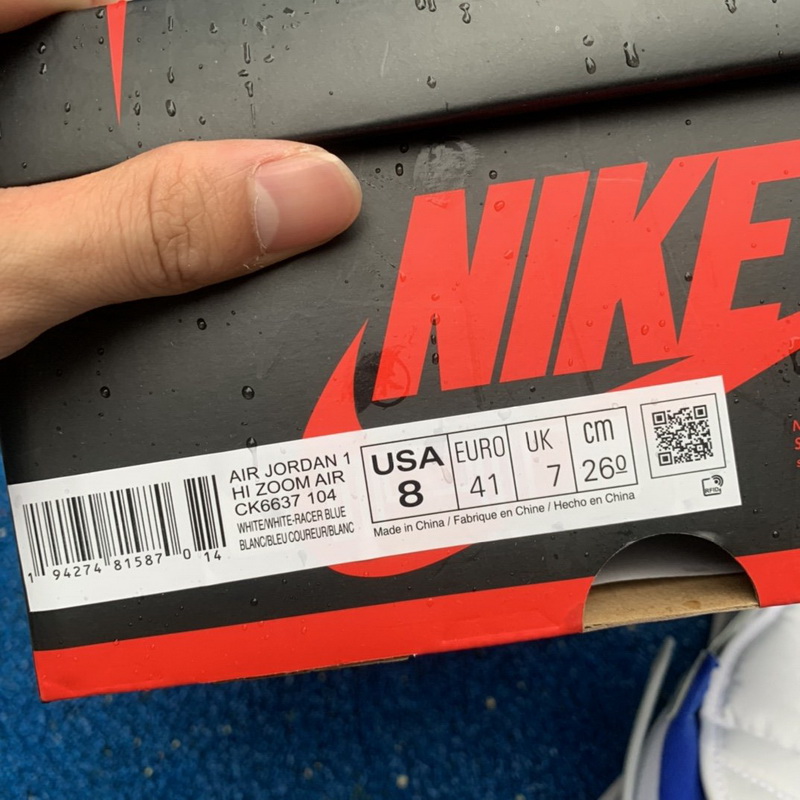 NIKE
AIR JORDAN 1
HI ZOOM AIR
CK6637 104
WHITE/WHITE-RACER BLUE
BLANC/BLEU COUREUR/BLANC
USA
8
EURO
41
UK
7
cm
26º
Made in China / Fabrique en Chine / Hecho en China
1 94274 81587 0 14
RFIDs